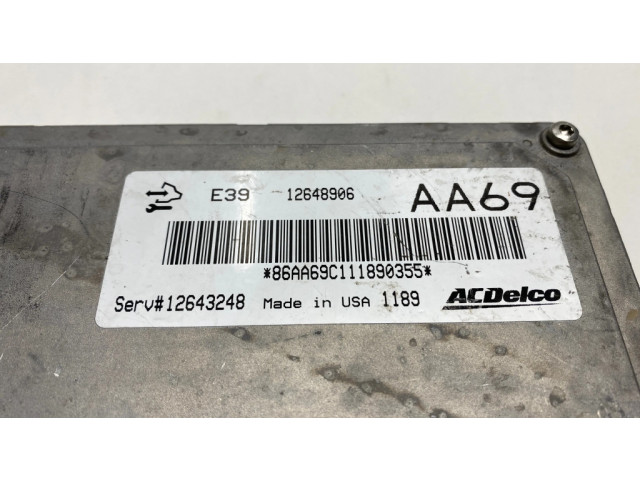 E39 12648906 AA69
*86AA69C111890355*
Serv#12643248 Made in USA 1189 ACDelco